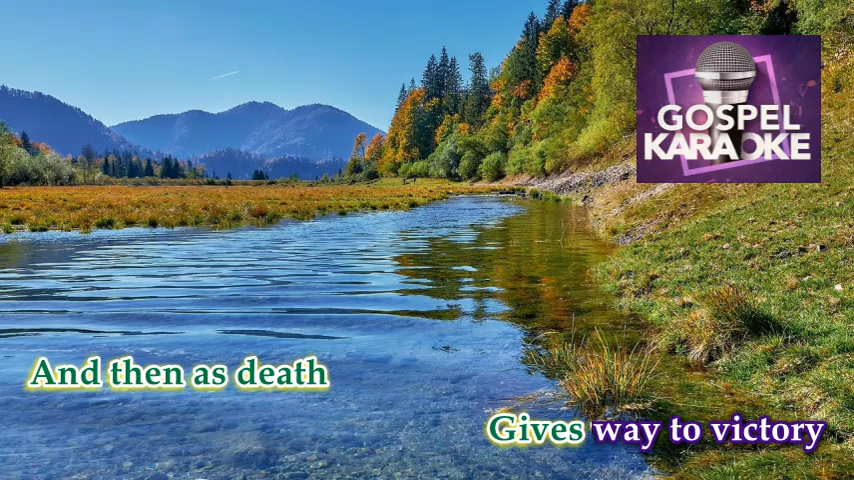 GOSPEL
KARAOKE
And then as death
Gives way to victory